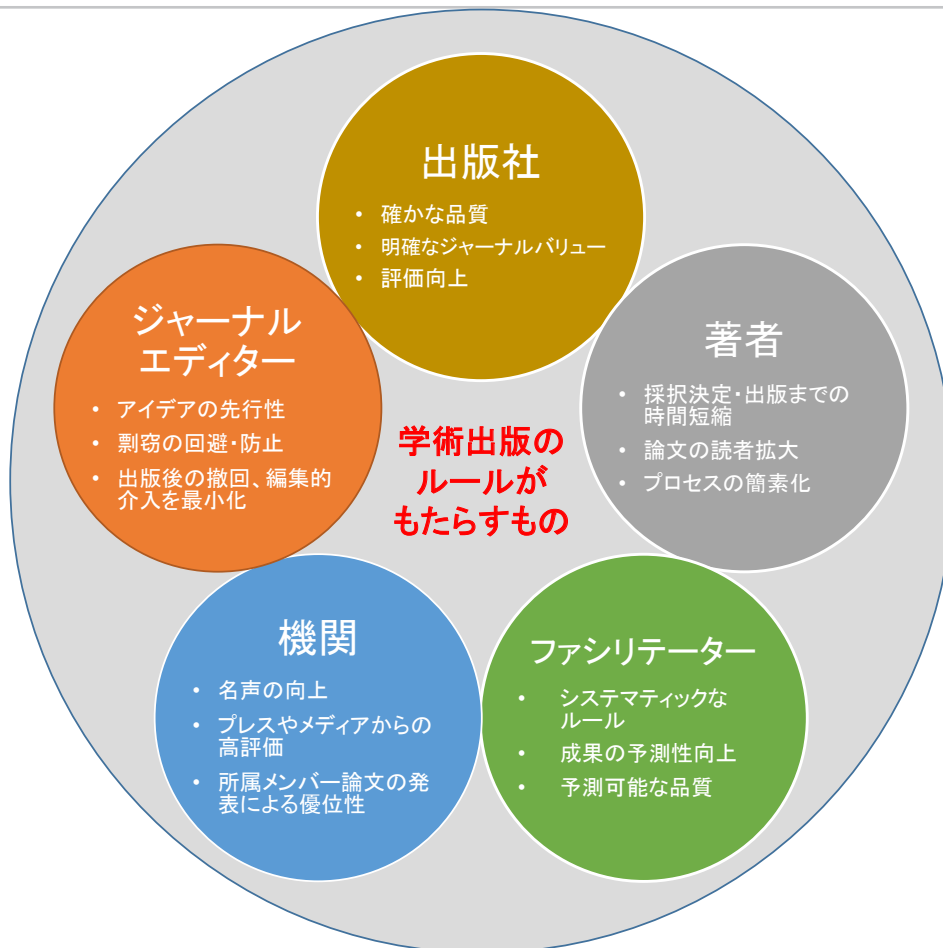 出版社
• 確かな品質
• 明確なジャーナルバリュー
• 評価向上
ジャーナル
エディター
• アイデアの先行性
• 剽窃の回避・防止
• 出版後の撤回、編集的
介入を最小化
著者
• 採択決定・出版までの
時間短縮
• 論文の読者拡大
• プロセスの簡素化
学術出版の
ルールが
もたらすもの
機関
• 名声の向上
• プレスやメディアからの
高評価
• 所属メンバー論文の発
表による優位性
ファシリテーター
• システマティックな
ルール
• 成果の予測性向上
• 予測可能な品質